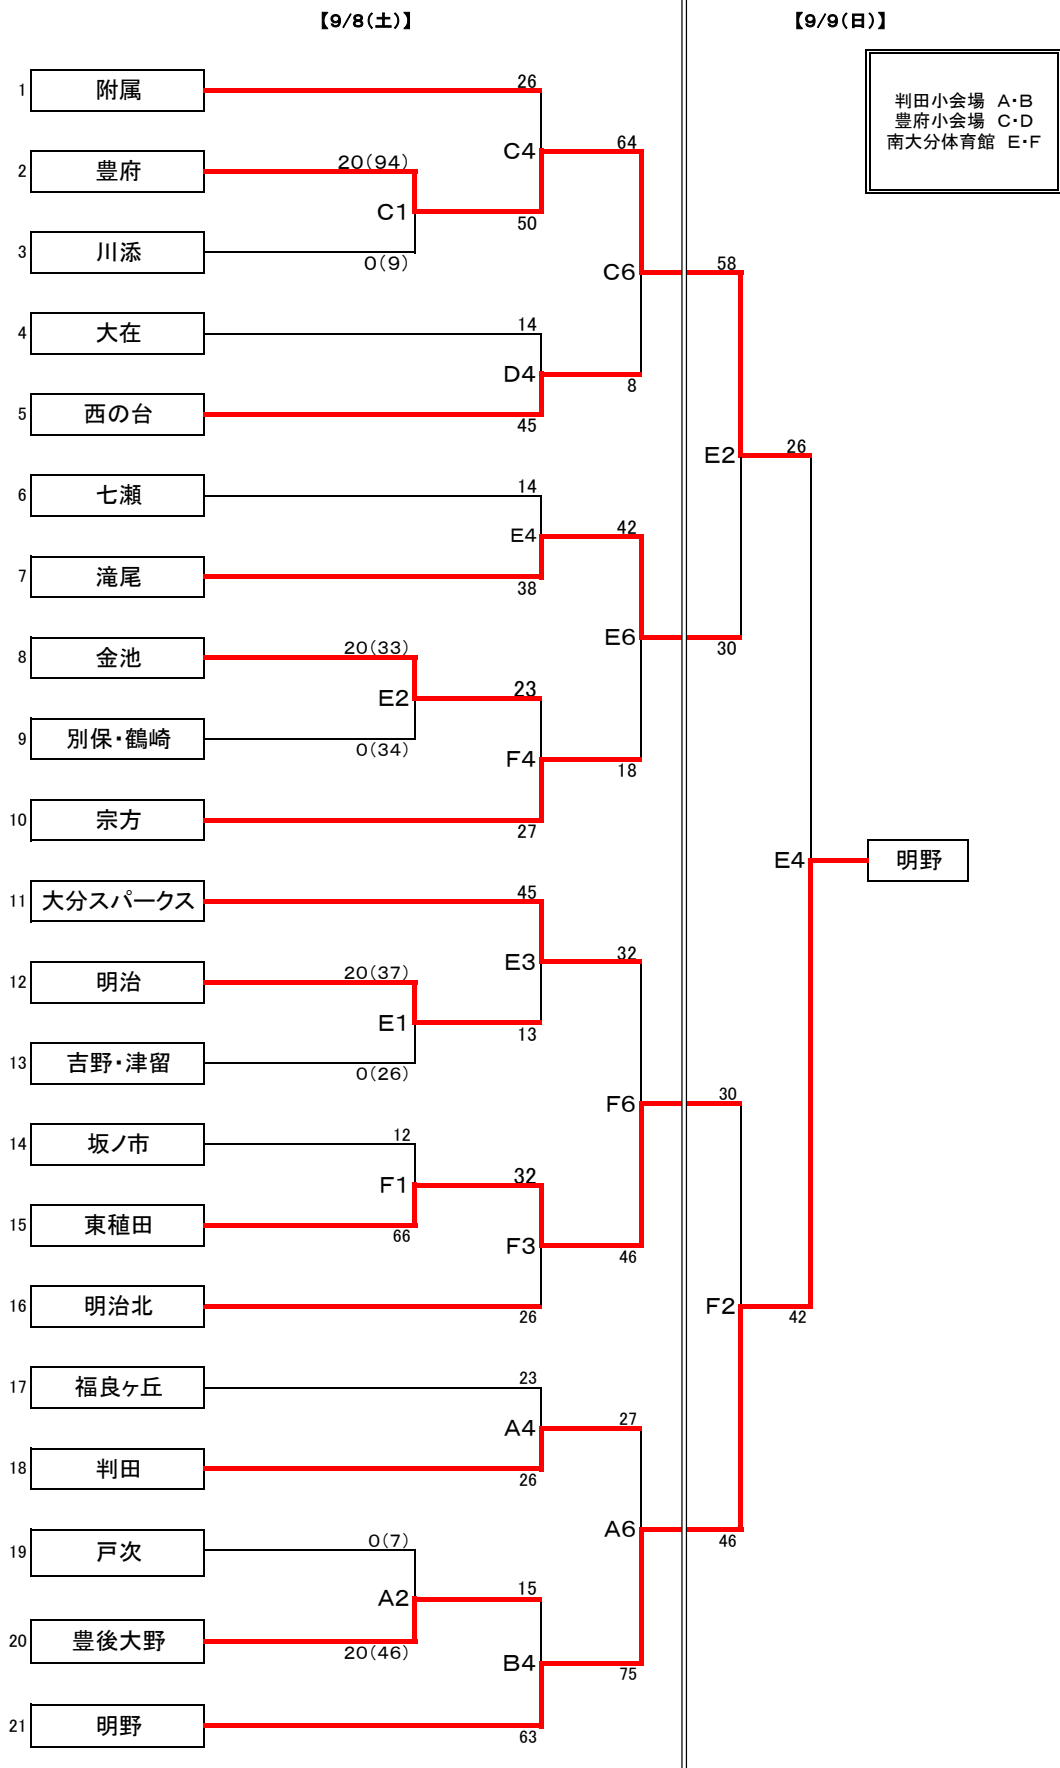 【9/8(土)】
【9/9(日)】
判田小会場 A・B
豊府小会場 C・D
南大分体育館 E・F
1 附属
26
C4
64
2 豊府
20(94)
C1
50
3 川添
0(9)
C6
58
4 大在
14
D4
8
5 西の台
45
E2
26
6 七瀬
14
E4
42
7 滝尾
38
E6
30
8 金池
20(33)
E2
23
9 別保・鶴崎
0(34)
F4
18
10 宗方
27
E4
明野
11 大分スパークス
45
E3
32
12 明治
20(37)
E1
13
13 吉野・津留
0(26)
F6
30
14 坂ノ市
12
F1
32
15 東稙田
66
F3
46
16 明治北
26
F2
42
17 福良ヶ丘
23
A4
27
18 判田
26
A6
46
19 戸次
0(7)
A2
15
20 豊後大野
20(46)
B4
75
21 明野
63